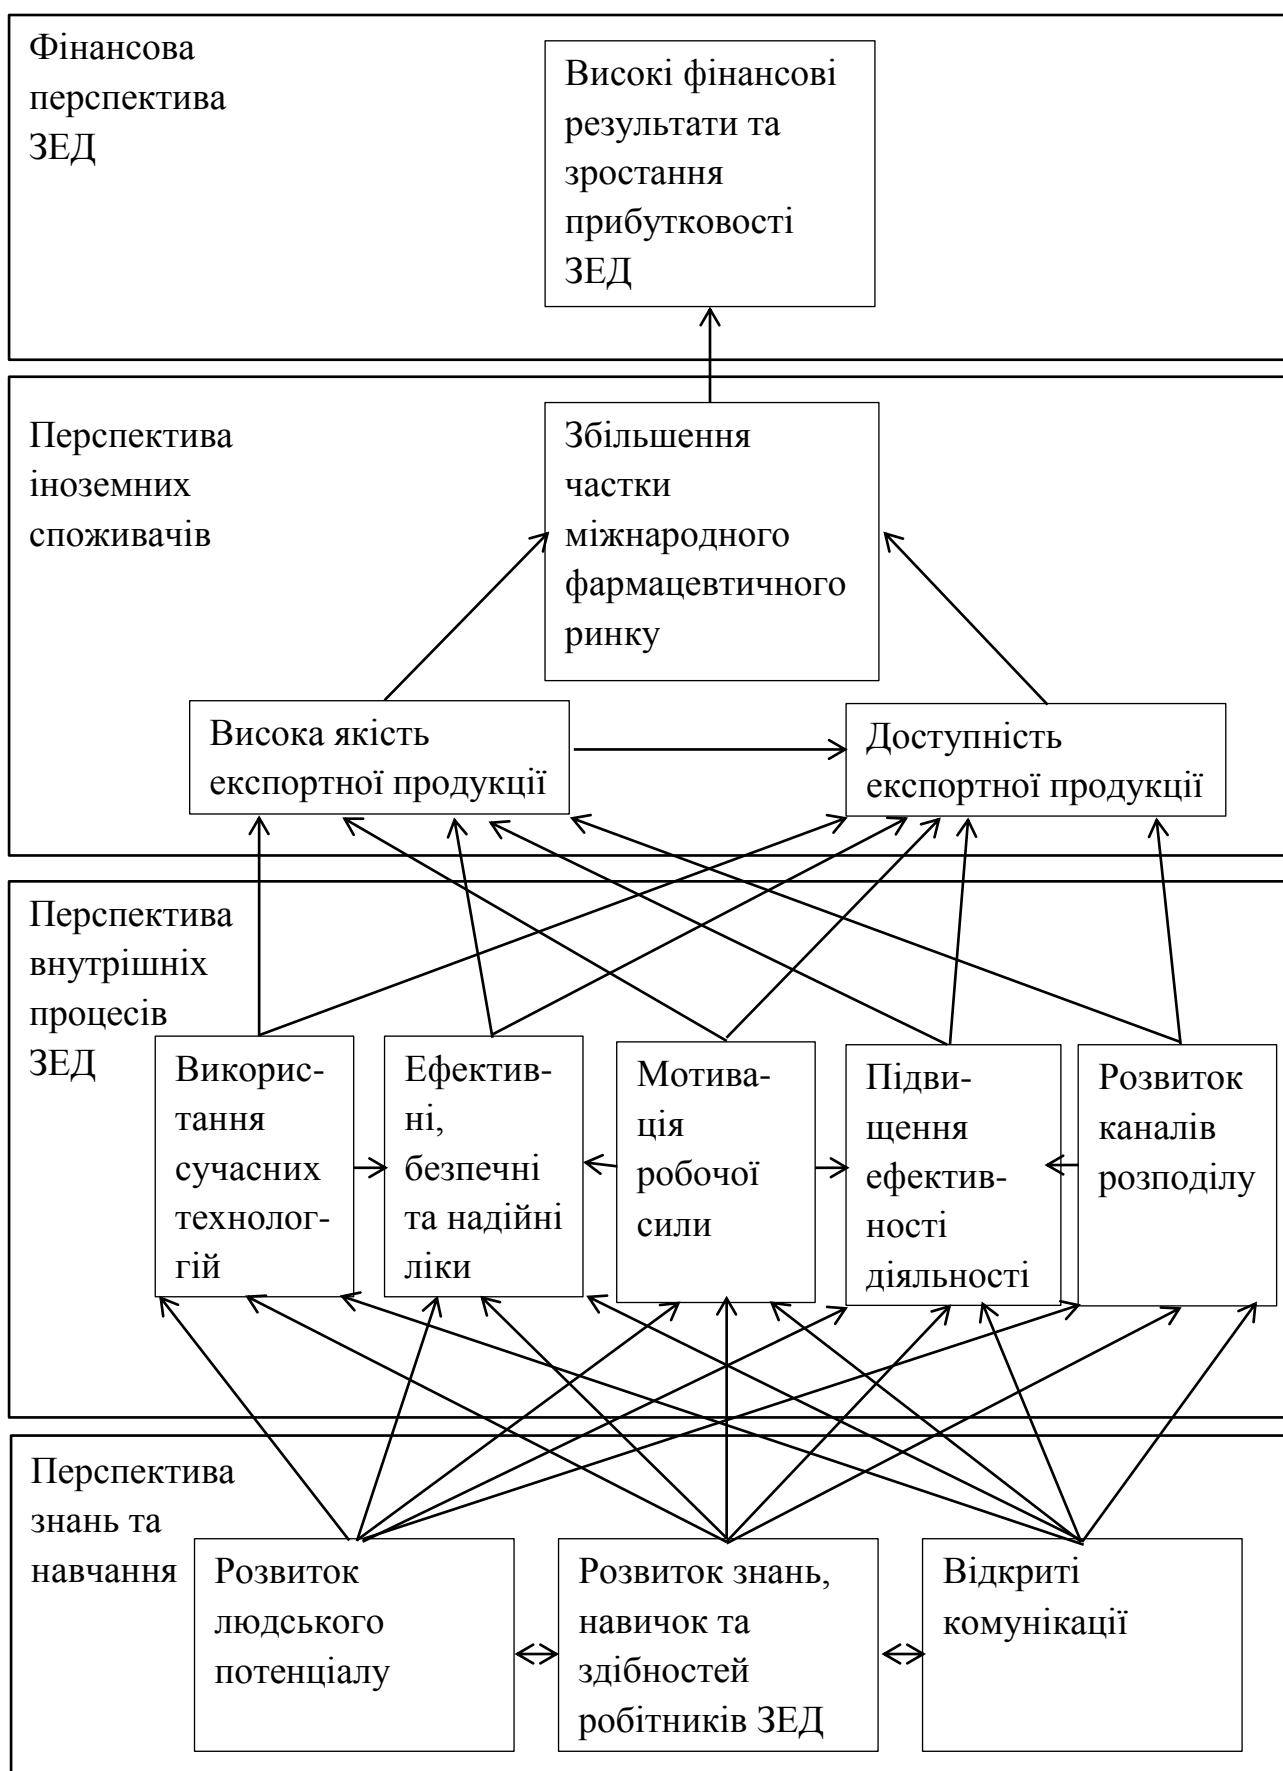 Фінансова
перспектива
ЗЕД
Високі фінансові
результати та
зростання
прибутковості
ЗЕД
Перспектива
іноземних
споживачів
Збільшення
частки
міжнародного
фармацевтичного
ринку
Висока якість
експортної продукції
Доступність
експортної продукції
Перспектива
внутрішніх
процесів
ЗЕД
Викорис-
тання
сучасних
технолог-
гій
Ефектив-
ні,
безпечні
та надійні
ліки
Мотива-
ція
робочої
сили
Підви-
щення
ефектив-
ності
діяльності
Розвиток
каналів
розподілу
Перспектива
знань та
навчання
Розвиток
людського
потенціалу
Розвиток знань,
навичок та
здібностей
робітників ЗЕД
Відкриті
комунікації